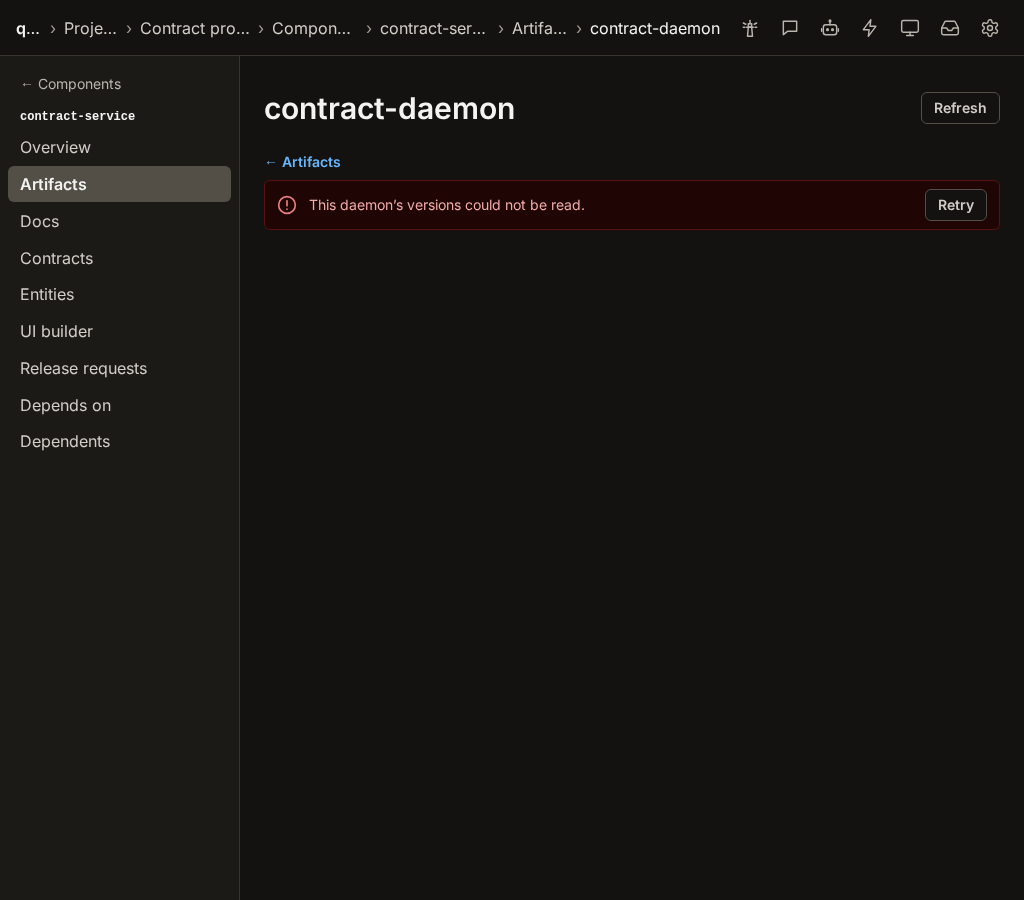 q... › Proje... › Contract pro... › Compon... › contract-ser... › Artifa... › contract-daemon
← Components
contract-service
Overview
Artifacts
Docs
Contracts
Entities
UI builder
Release requests
Depends on
Dependents
contract-daemon
Refresh
← Artifacts
This daemon’s versions could not be read.
Retry